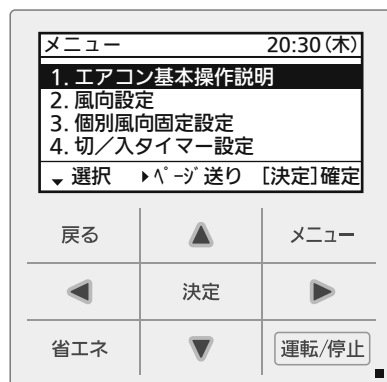 メニュー 20:30(木)
1. エアコン基本操作説明
2. 風向設定
3. 個別風向固定設定
4. 切／入タイマー設定
選択 ﾍﾟｰｼﾞ送り [決定]確定
戻る メニュー
決定
省エネ 運転/停止